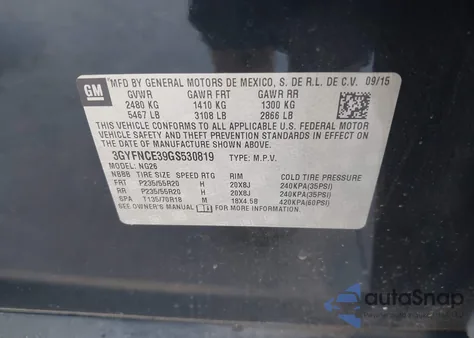 GM
MFD BY GENERAL MOTORS DE MEXICO, S. DE R.L. DE C.V. 09/15
GVWR GAWR FRT GAWR RR
2480 KG 1410 KG 1300 KG
5467 LB 3108 LB 2866 LB
THIS VEHICLE CONFORMS TO ALL APPLICABLE U.S. FEDERAL MOTOR
VEHICLE SAFETY, BUMPER, AND THEFT PREVENTION STANDARDS IN EFFECT ON
THE DATE OF MANUFACTURE SHOWN ABOVE.
3GYFNCE39GS530819 TYPE: M.P.V.
MODEL: NG26
NBBB TIRE SIZE SPEED RTG RIM COLD TIRE PRESSURE
FRT P235/55R20 H 20X8J 240KPA(35PSI)
RR P235/55R20 H 20X8J 240KPA(35PSI)
SPA T135/70R18 M 18X4.5B 420KPA(60PSI)
SEE OWNER'S MANUAL FOR MORE INFORMATION.
autoSnap